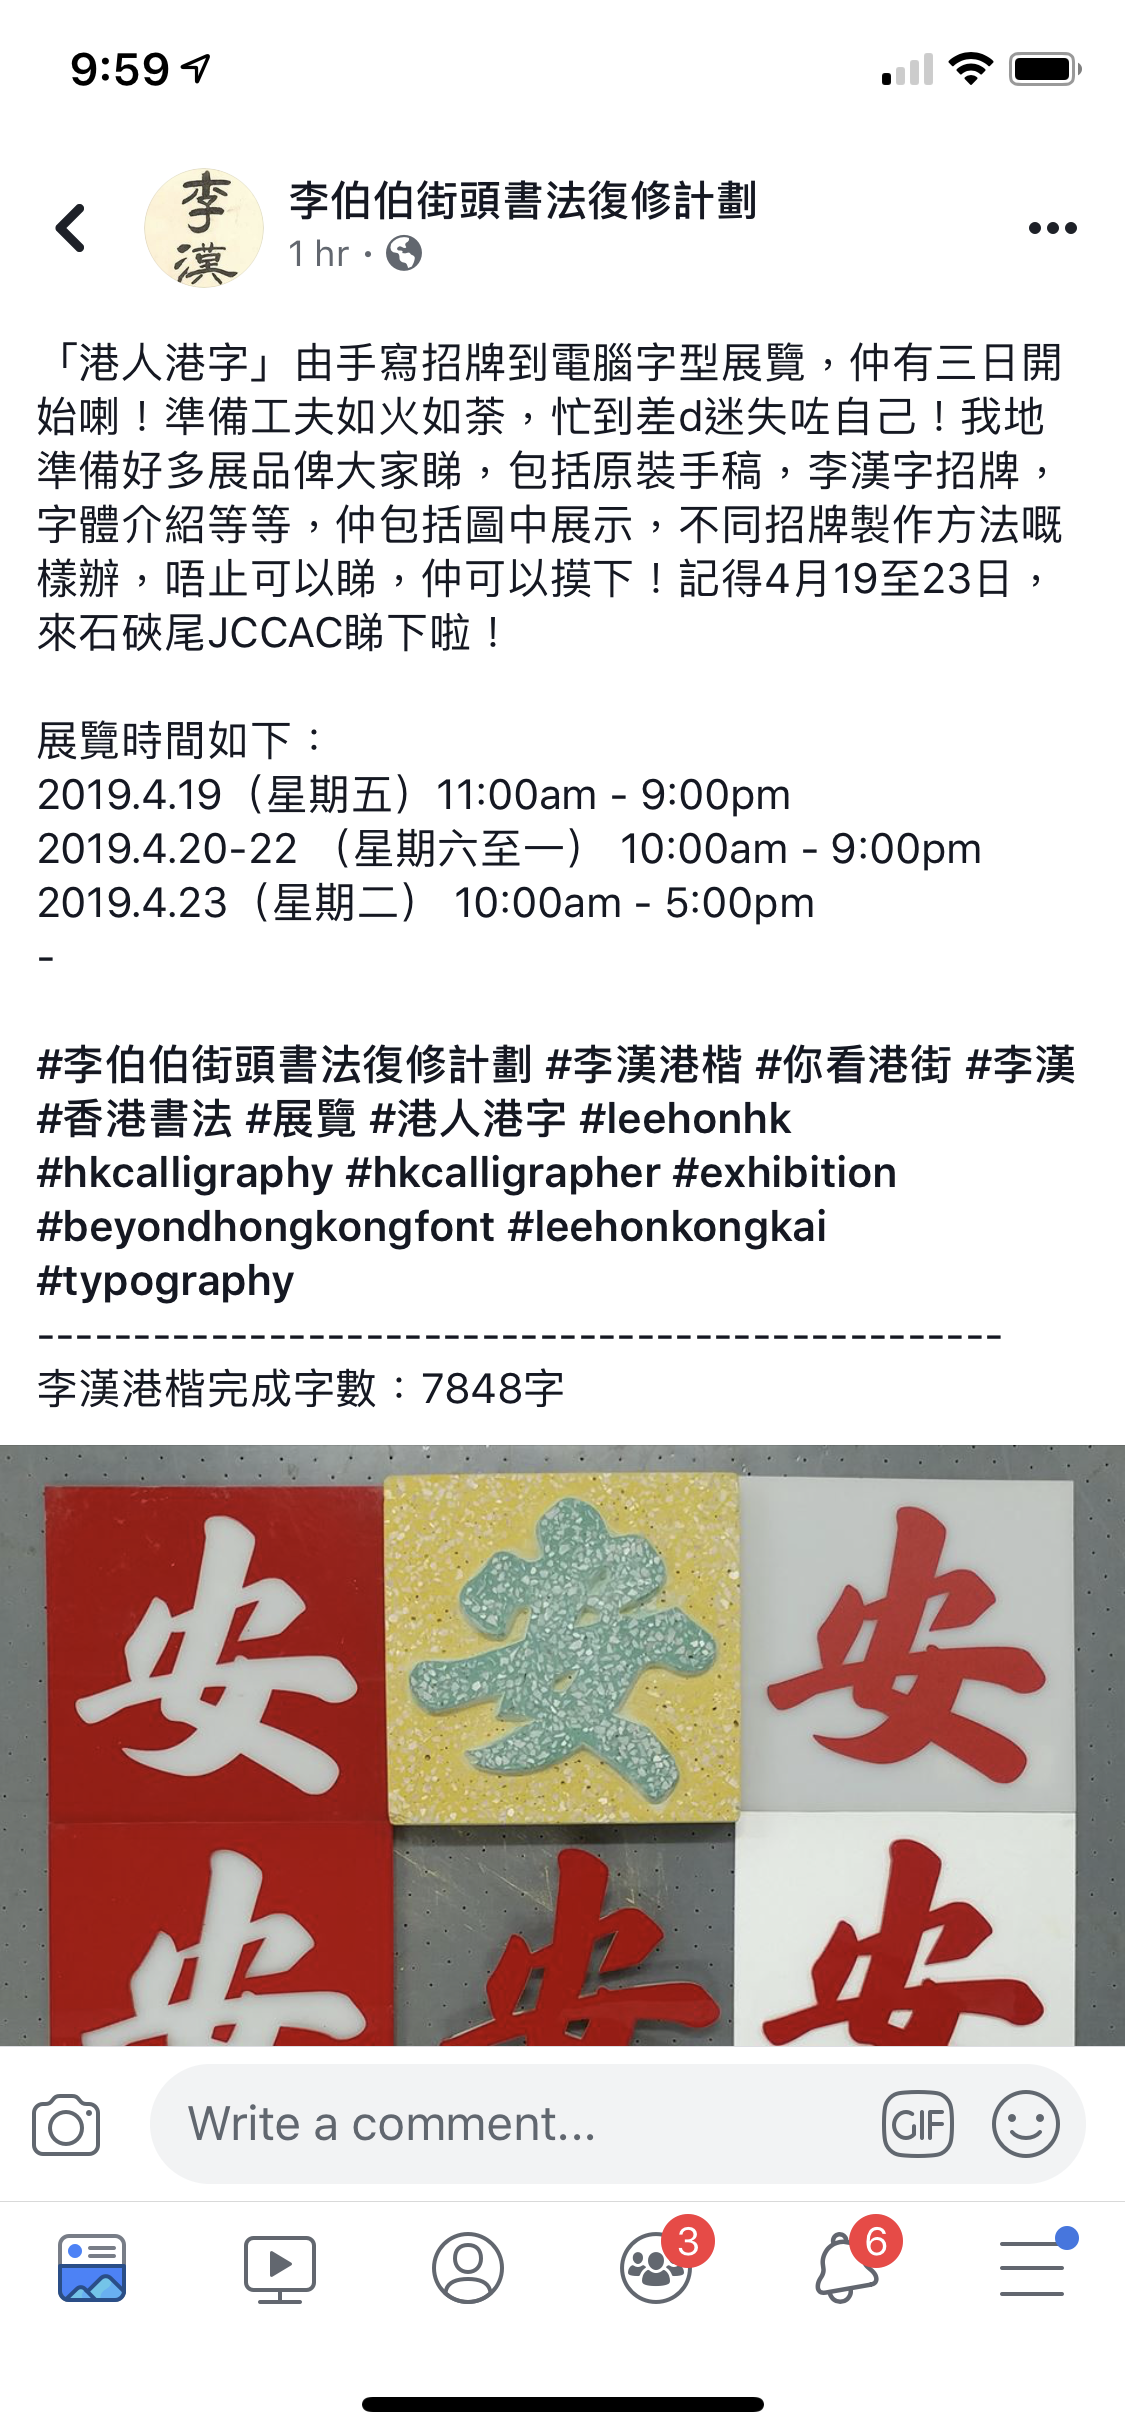 9:59
李漢
李伯伯街頭書法復修計劃
1 hr ·
「港人港字」由手寫招牌到電腦字型展覽，仲有三日開
始喇！準備工夫如火如荼，忙到差d迷失咗自己！我地
準備好多展品俾大家睇，包括原裝手稿，李漢字招牌，
字體介紹等等，仲包括圖中展示，不同招牌製作方法嘅
樣辦，唔止可以睇，仲可以摸下！記得4月19至23日，
來石硤尾JCCAC睇下啦！
展覽時間如下：
2019.4.19（星期五）11:00am - 9:00pm
2019.4.20-22 （星期六至一） 10:00am - 9:00pm
2019.4.23（星期二） 10:00am - 5:00pm
-
#李伯伯街頭書法復修計劃 #李漢港楷 #你看港街 #李漢
#香港書法 #展覽 #港人港字 #leehonhk
#hkcalligraphy #hkcalligrapher #exhibition
#beyondhongkongfont #leehonkongkai
#typography
--------------------------------------------------
李漢港楷完成字數：7848字
安 安 安
安 安 安
Write a comment...
GIF
3
6